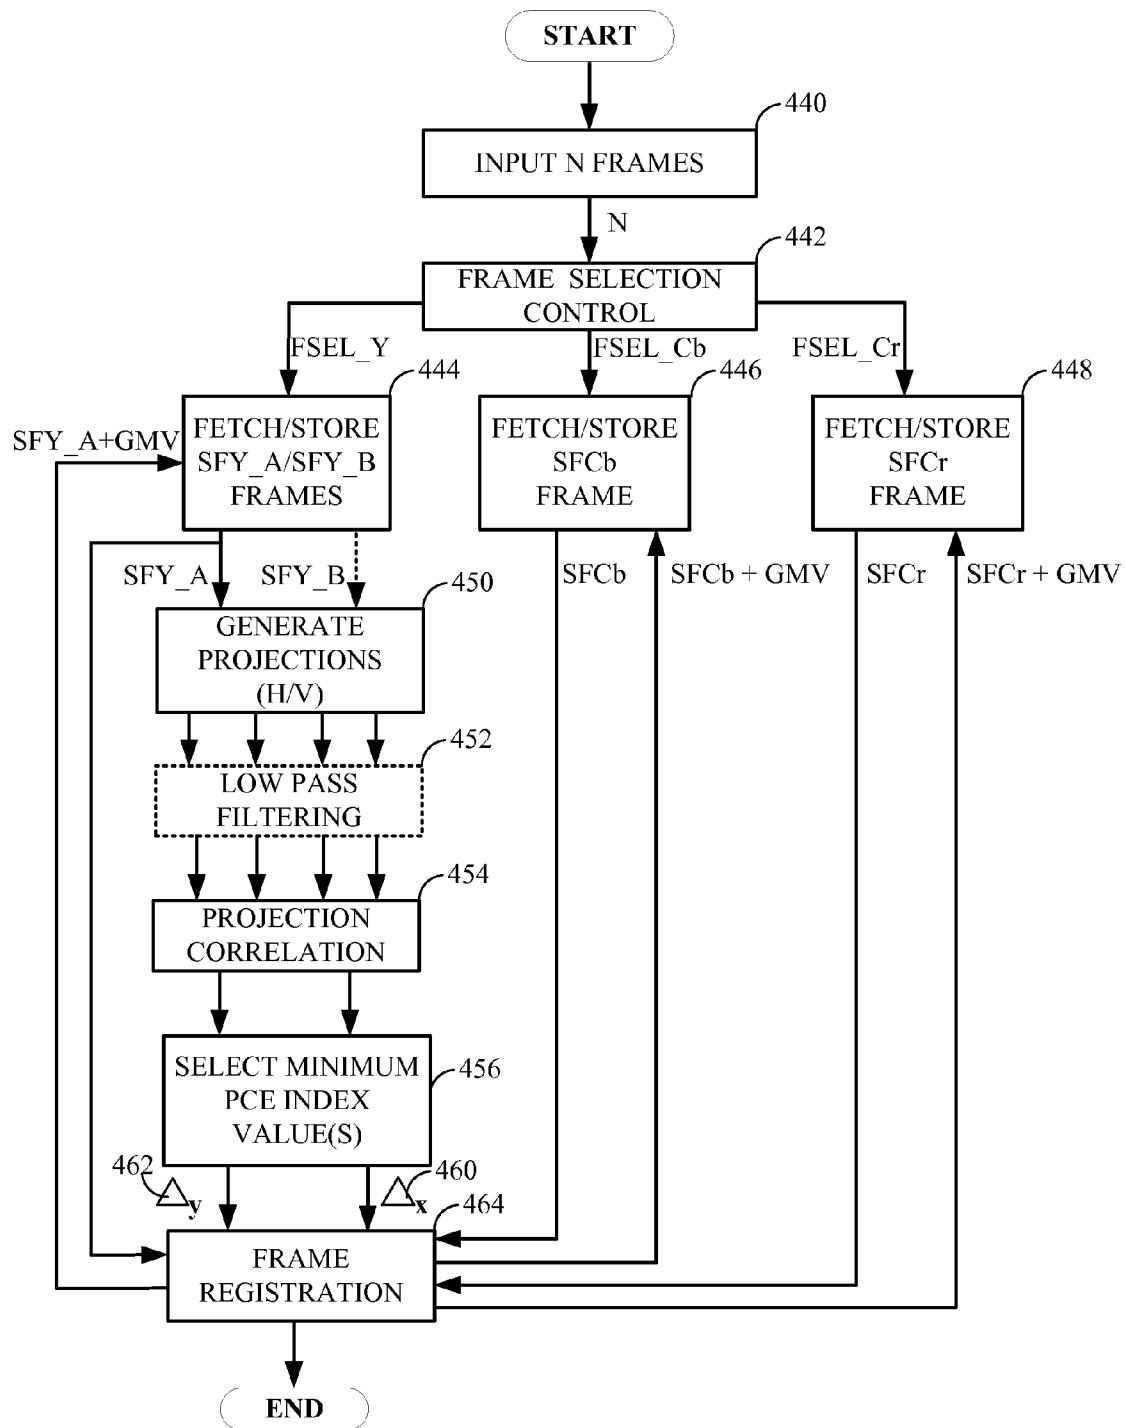 START
440
INPUT N FRAMES
N
442
FRAME SELECTION
CONTROL
FSEL_Y
FSEL_Cb
FSEL_Cr
444
446
448
FETCH/STORE
SFY_A/SFY_B
FRAMES
FETCH/STORE
SFCb
FRAME
FETCH/STORE
SFCr
FRAME
SFY_A+GMV
SFY_A
SFY_B
SFCb
SFCb + GMV
SFCr
SFCr + GMV
450
GENERATE
PROJECTIONS
(H/V)
452
LOW PASS
FILTERING
454
PROJECTION
CORRELATION
456
SELECT MINIMUM
PCE INDEX
VALUE(S)
462
△y
460
△x
464
FRAME
REGISTRATION
END